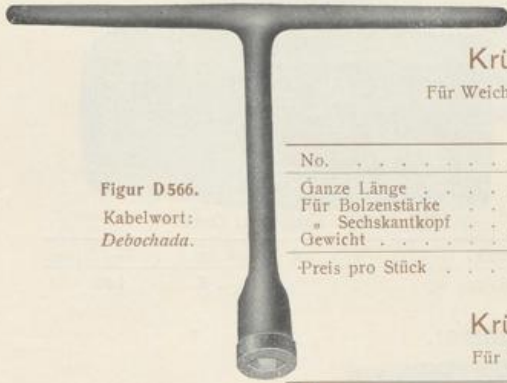 Krü
Für Weich
Figur D 566.
Kabelwort:
Debochada.
No. . . . . . .
Ganze Länge . . . .
Für Bolzenstärke . .
„ Sechskantkopf . .
Gewicht . . . . . .
Preis pro Stück . . . .
Krü
Für